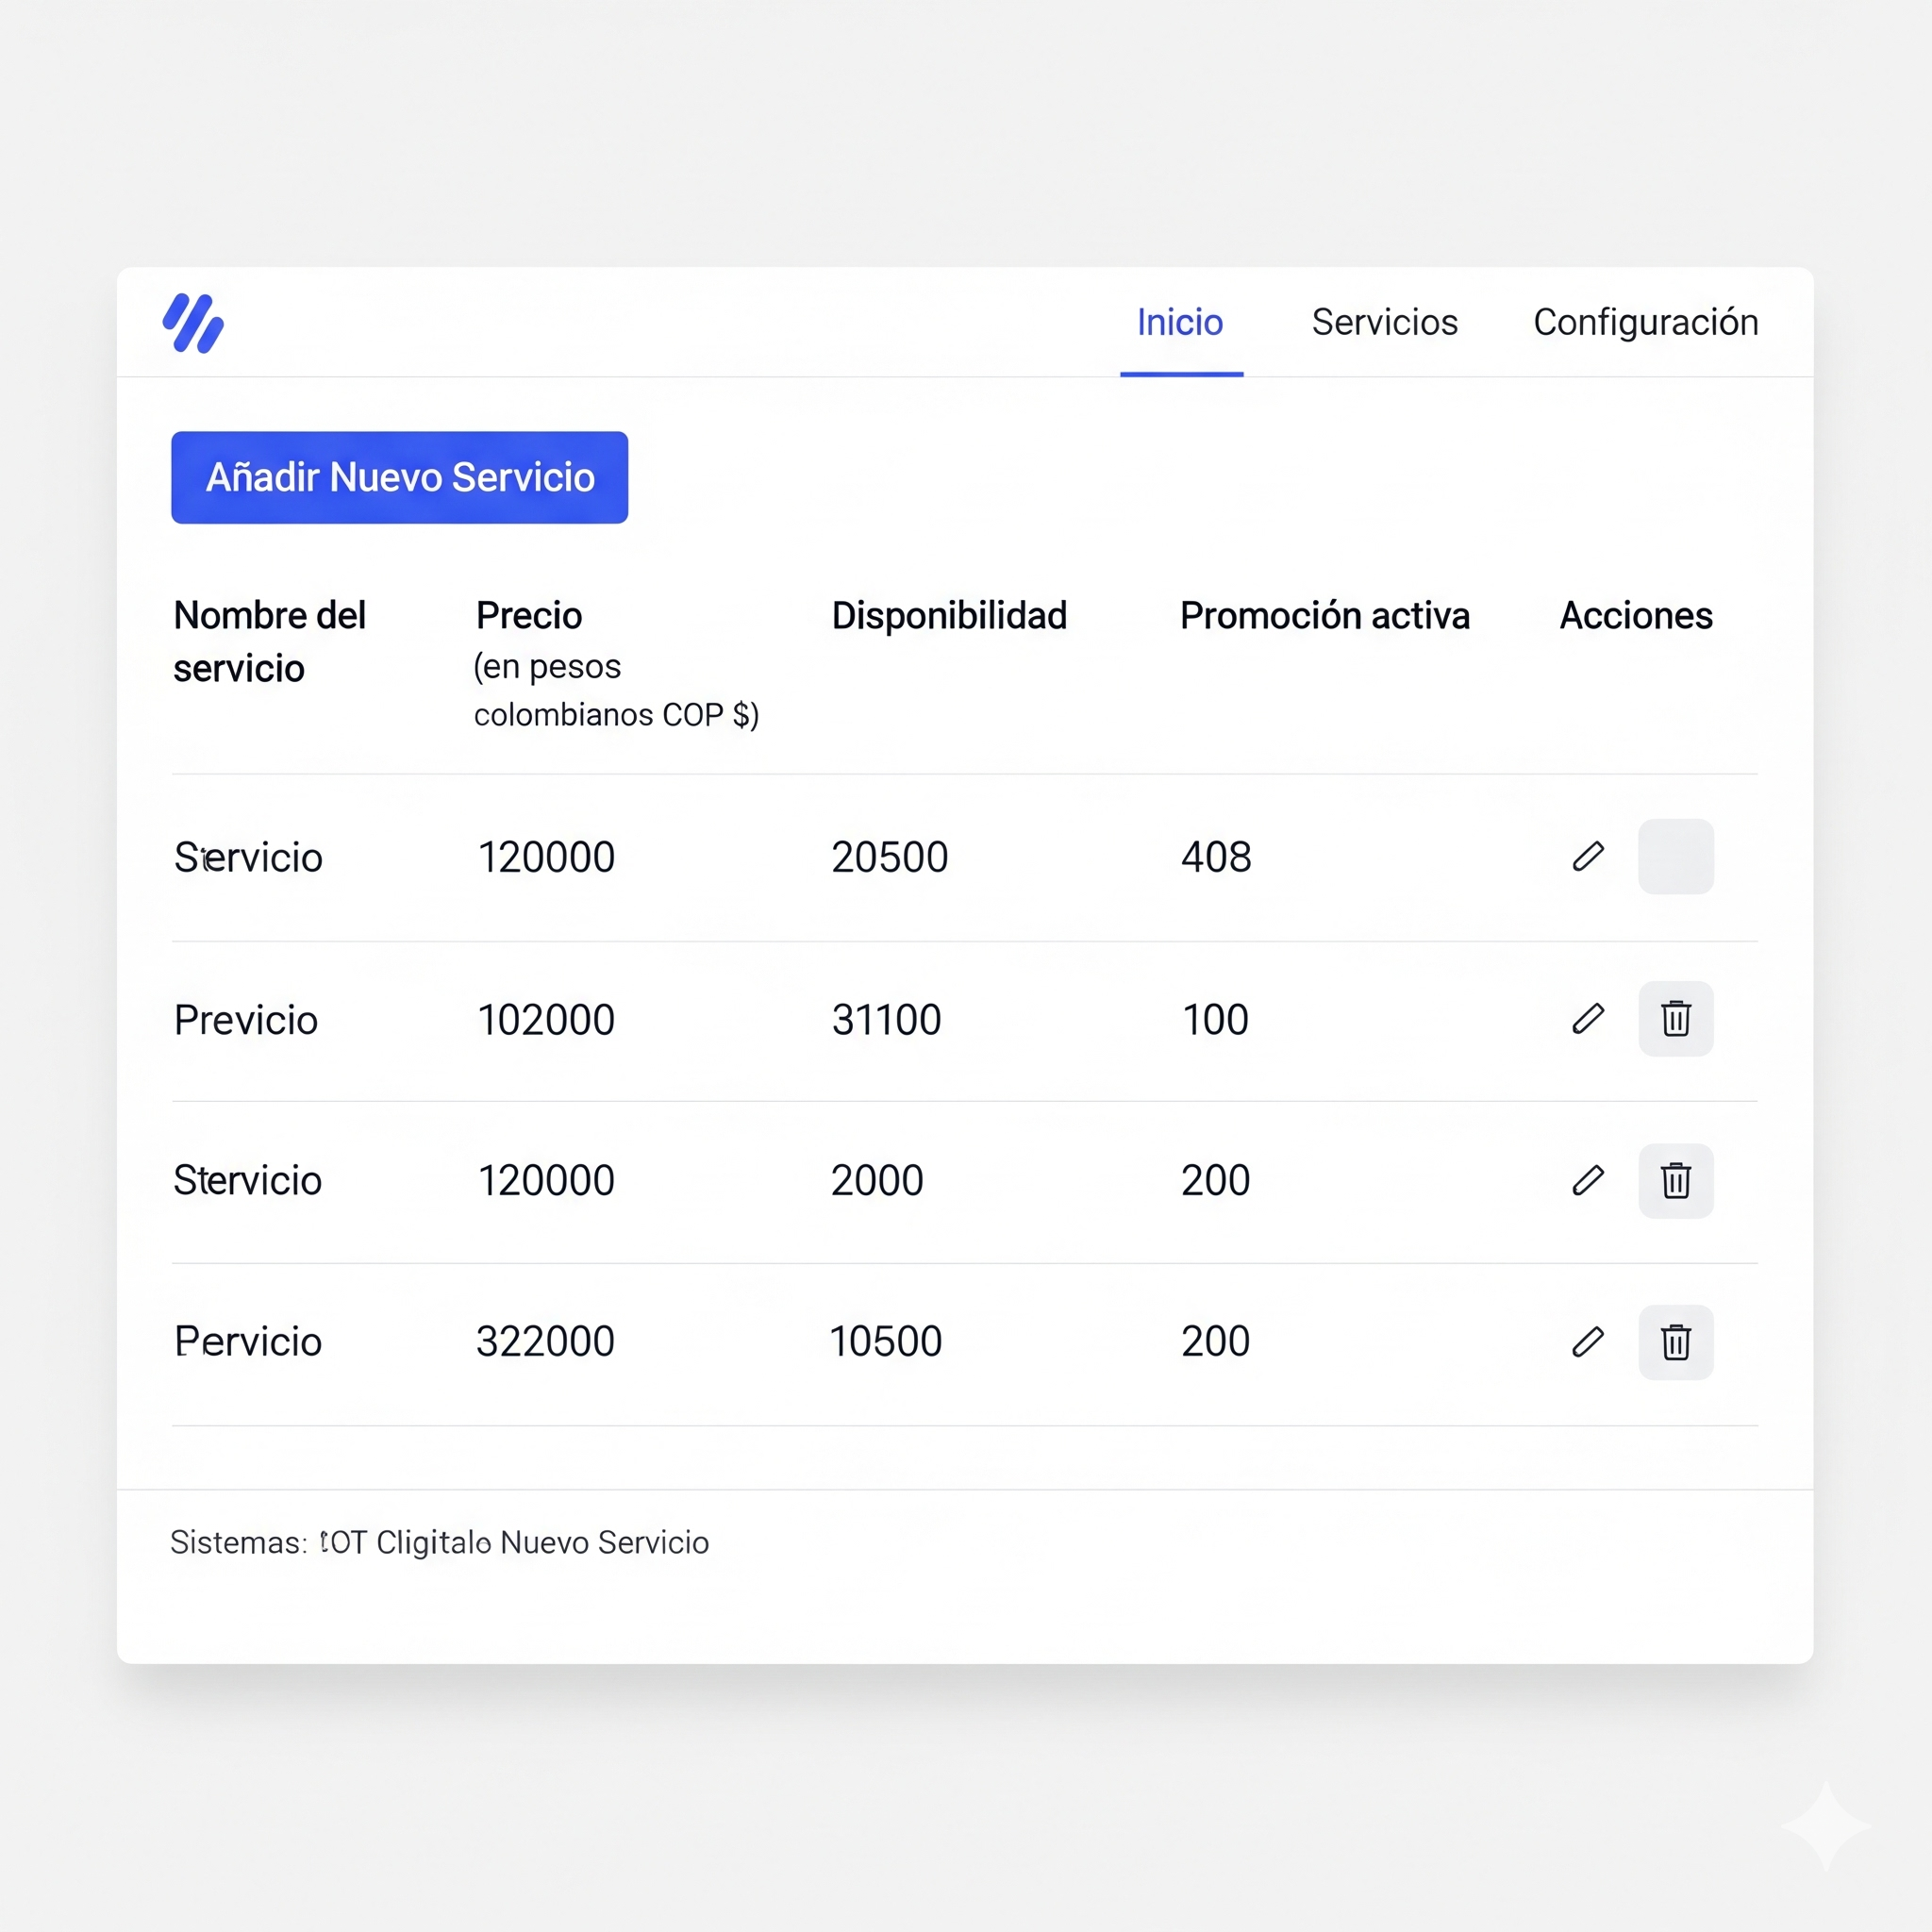 Inicio Servicios Configuración
Añadir Nuevo Servicio
Nombre del servicio
Precio
(en pesos
colombianos COP $)
Disponibilidad
Promoción activa
Acciones
Servicio 120000 20500 408
Previcio 102000 31100 100
Stervicio 120000 2000 200
Pervicio 322000 10500 200
Sistemas: Cligitalo Nuevo Servicio